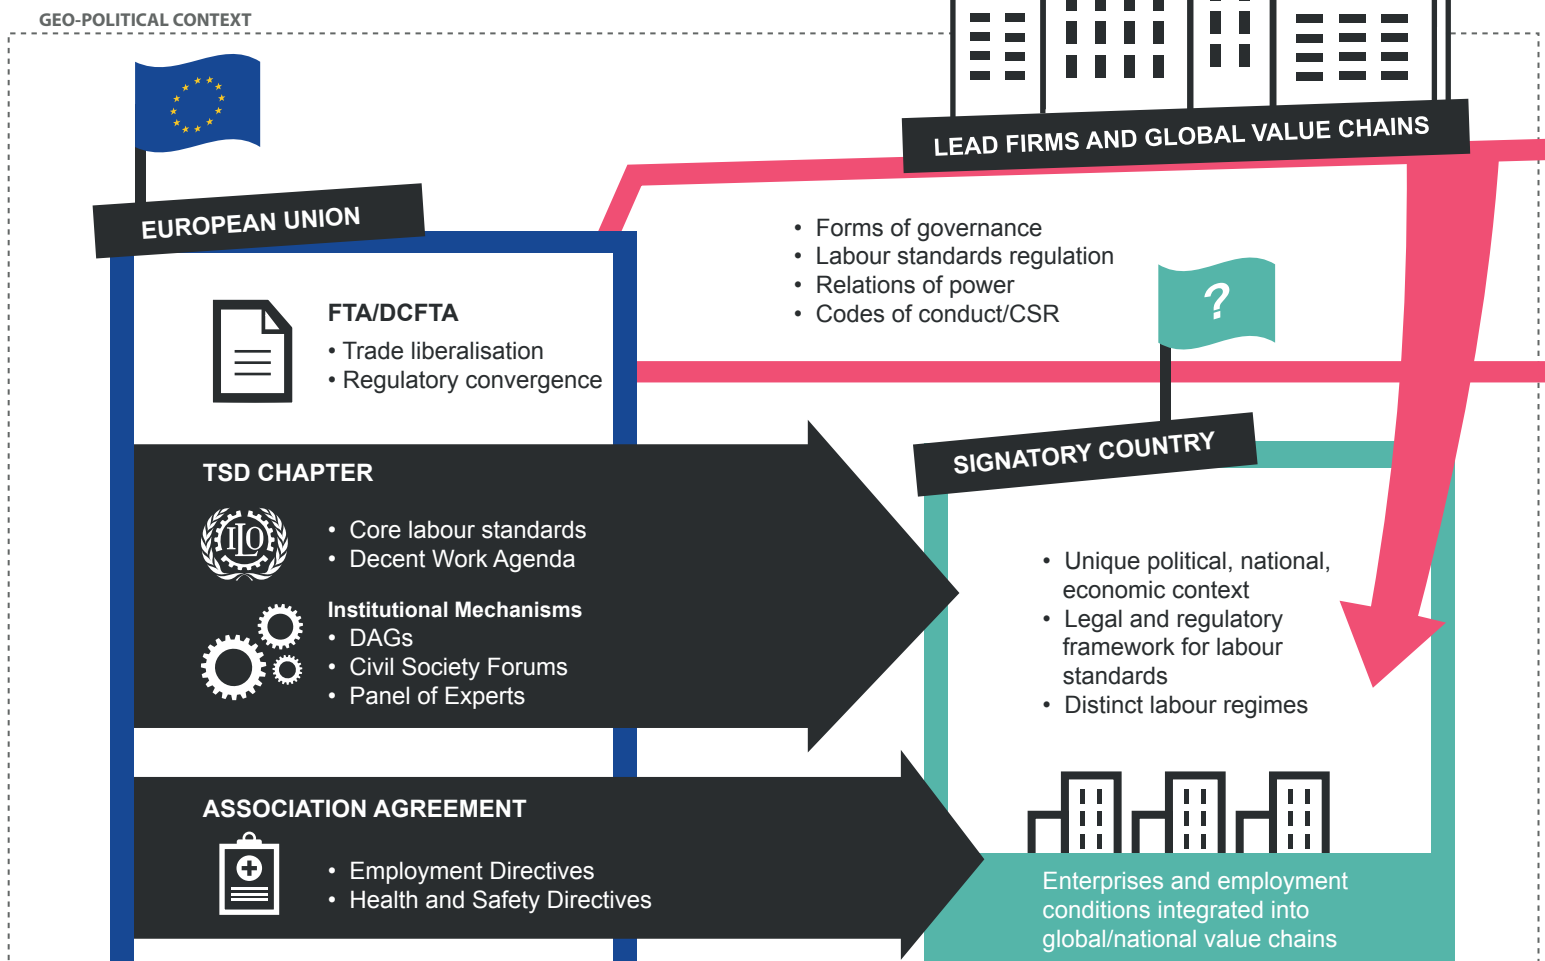 GEO-POLITICAL CONTEXT
LEAD FIRMS AND GLOBAL VALUE CHAINS
EUROPEAN UNION
• Forms of governance
• Labour standards regulation
• Relations of power
• Codes of conduct/CSR
?
FTA/DCFTA
• Trade liberalisation
• Regulatory convergence
SIGNATORY COUNTRY
TSD CHAPTER
ILO
• Core labour standards
• Decent Work Agenda
Institutional Mechanisms
• DAGs
• Civil Society Forums
• Panel of Experts
• Unique political, national,
economic context
• Legal and regulatory
framework for labour
standards
• Distinct labour regimes
ASSOCIATION AGREEMENT
• Employment Directives
• Health and Safety Directives
Enterprises and employment
conditions integrated into
global/national value chains